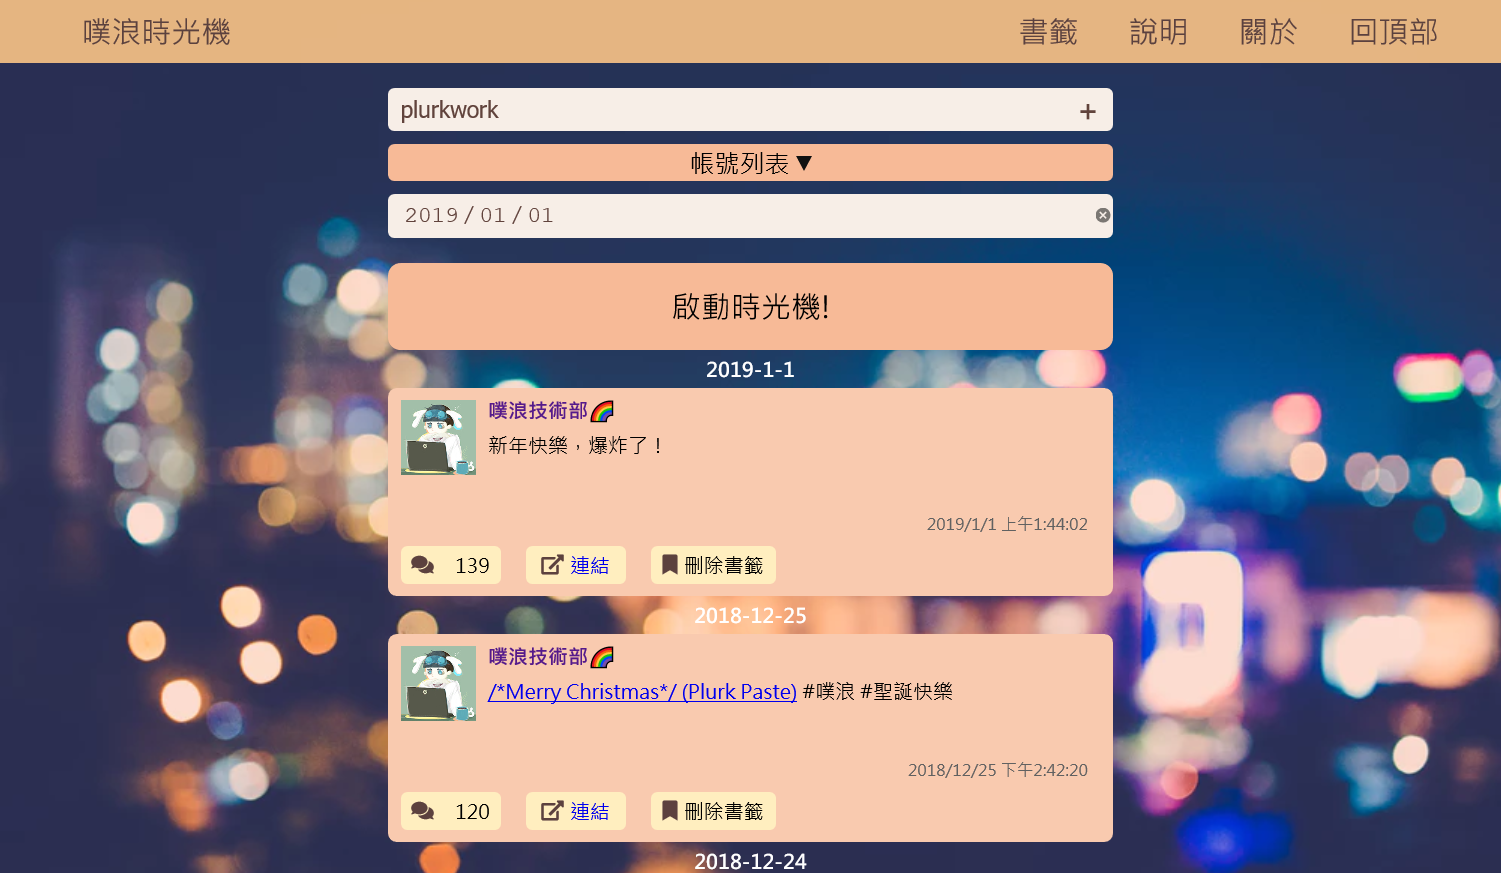 噗浪時光機 書籤 說明 關於 回頂部
plurkwork +
帳號列表 ▼
2019 / 01 / 01
啟動時光機!
2019-1-1
噗浪技術部🌈
新年快樂，爆炸了！
2019/1/1 上午1:44:02
139 連結 刪除書籤
2018-12-25
噗浪技術部🌈
/*Merry Christmas*/ (Plurk Paste) #噗浪 #聖誕快樂
2018/12/25 下午2:42:20
120 連結 刪除書籤
2018-12-24